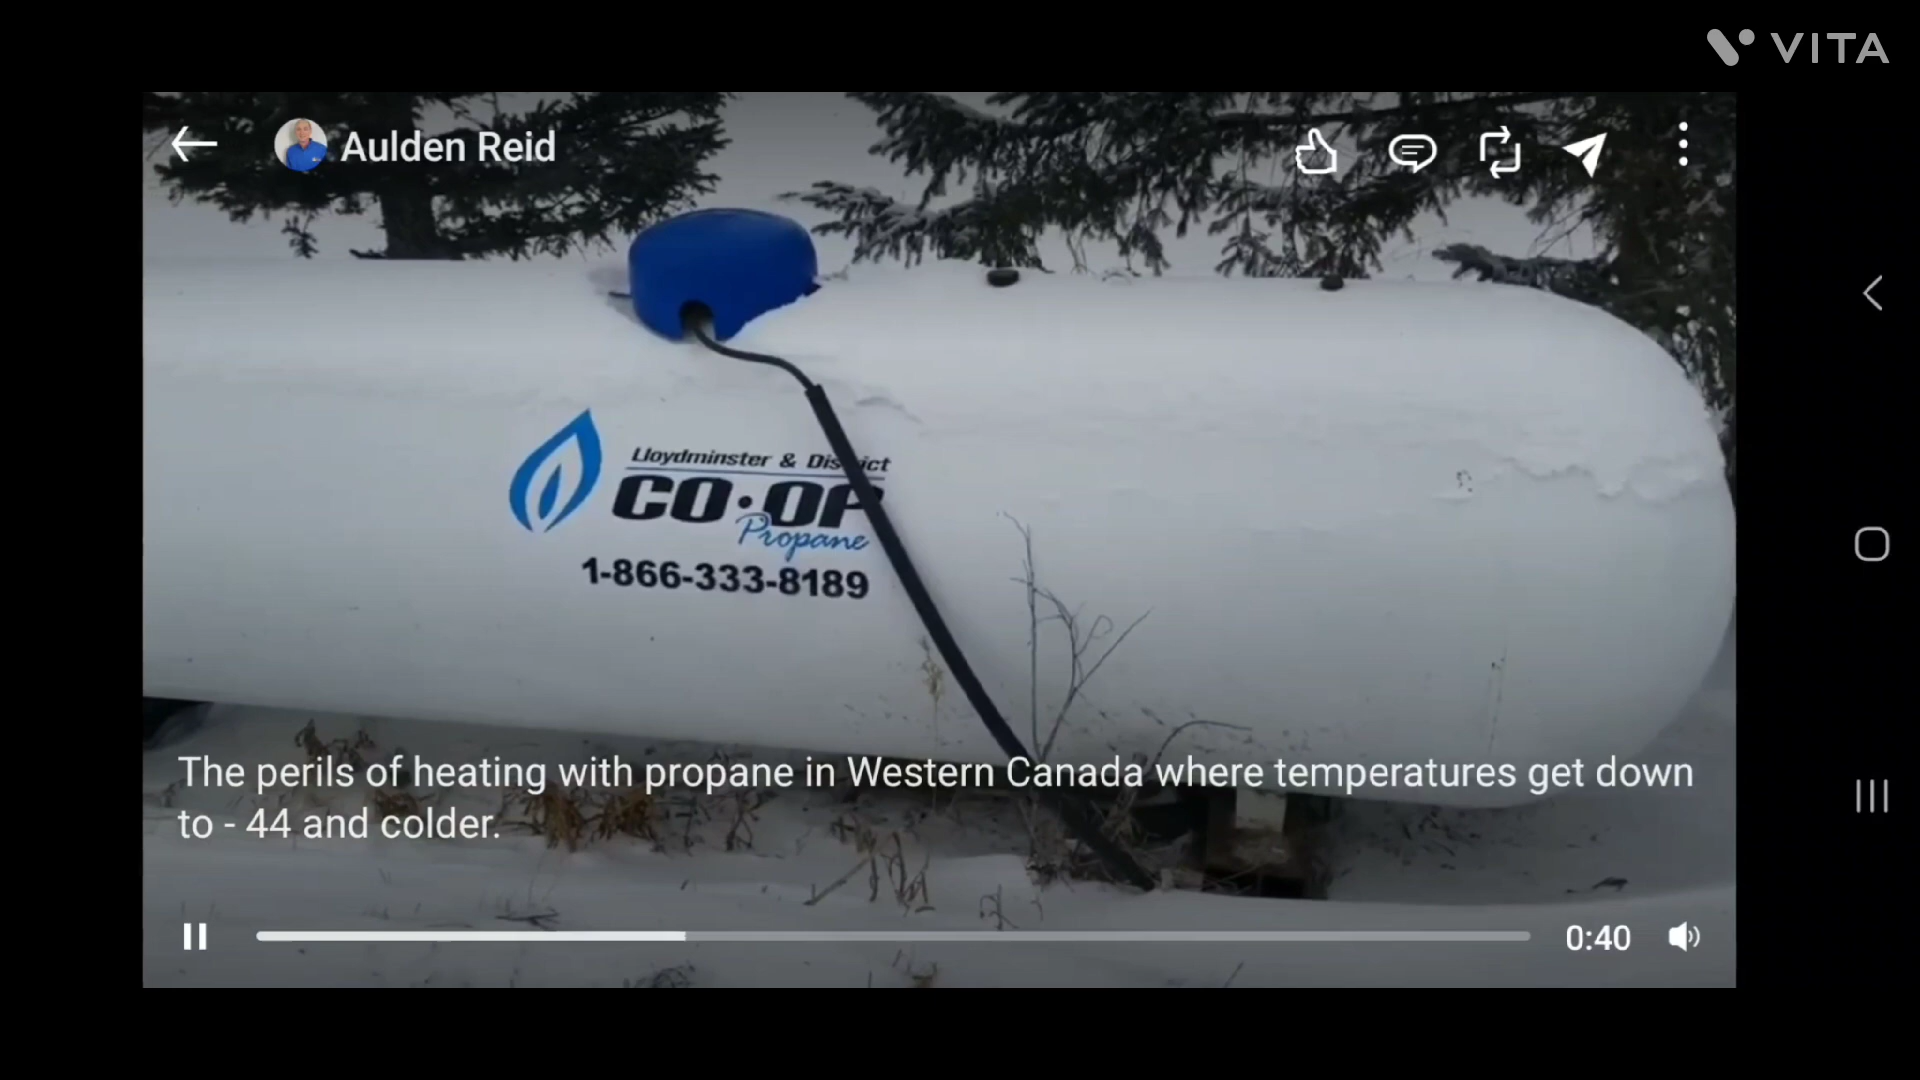 VITA
Aulden Reid
Lloydminster & District
CO·OP
Propane
1-866-333-8189
The perils of heating with propane in Western Canada where temperatures get down
to - 44 and colder.
0:40